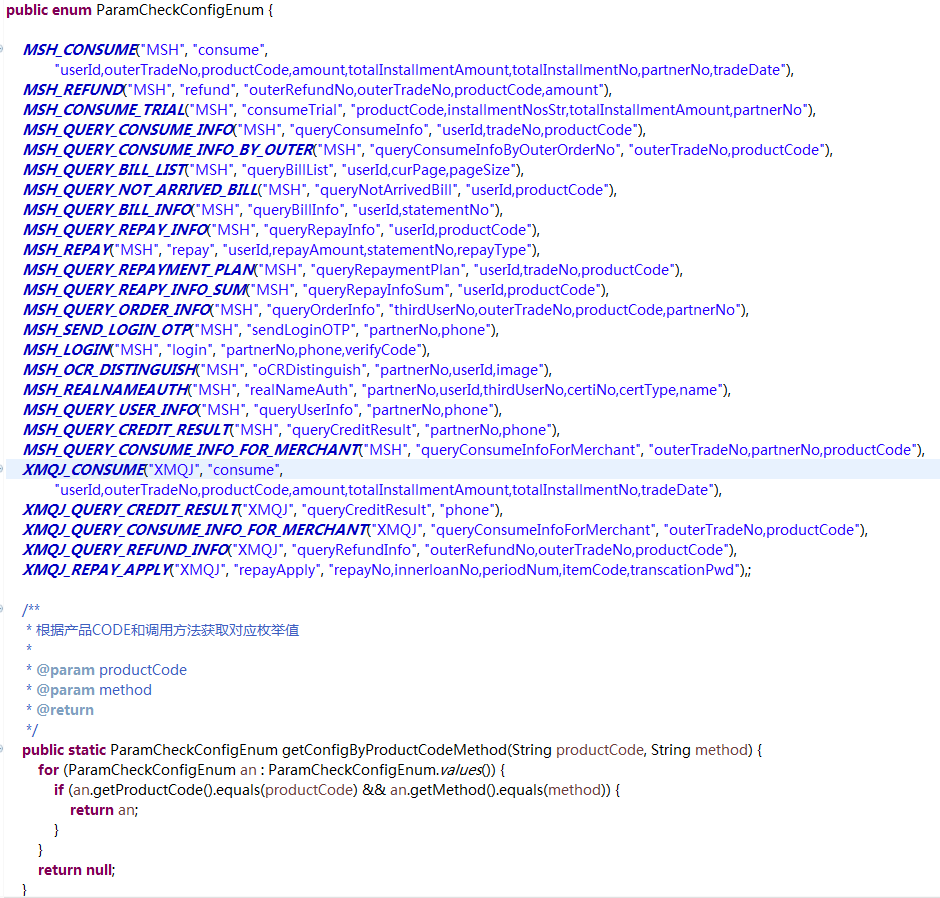 public enum ParamCheckConfigEnum {
MSH_CONSUME("MSH", "consume",
"userId,outerTradeNo,productCode,amount,totalInstallmentAmount,totalInstallmentNo,partnerNo,tradeDate"),
MSH_REFUND("MSH", "refund", "outerRefundNo,outerTradeNo,productCode,amount"),
MSH_CONSUME_TRIAL("MSH", "consumeTrial", "productCode,installmentNosStr,totalInstallmentAmount,partnerNo"),
MSH_QUERY_CONSUME_INFO("MSH", "queryConsumeInfo", "userId,tradeNo,productCode"),
MSH_QUERY_CONSUME_INFO_BY_OUTER("MSH", "queryConsumeInfoByOuterOrderNo", "outerTradeNo,productCode"),
MSH_QUERY_BILL_LIST("MSH", "queryBillList", "userId,curPage,pageSize"),
MSH_QUERY_NOT_ARRIVED_BILL("MSH", "queryNotArrivedBill", "userId,productCode"),
MSH_QUERY_BILL_INFO("MSH", "queryBillInfo", "userId,statementNo"),
MSH_QUERY_REPAY_INFO("MSH", "queryRepayInfo", "userId,productCode"),
MSH_REPAY("MSH", "repay", "userId,repayAmount,statementNo,repayType"),
MSH_QUERY_REPAYMENT_PLAN("MSH", "queryRepaymentPlan", "userId,tradeNo,productCode"),
MSH_QUERY_REAPY_INFO_SUM("MSH", "queryRepayInfoSum", "userId,productCode"),
MSH_QUERY_ORDER_INFO("MSH", "queryOrderInfo", "thirdUserNo,outerTradeNo,productCode,partnerNo"),
MSH_SEND_LOGIN_OTP("MSH", "sendLoginOTP", "partnerNo,phone"),
MSH_LOGIN("MSH", "login", "partnerNo,phone,verifyCode"),
MSH_OCR_DISTINGUISH("MSH", "oCRDistinguish", "partnerNo,userId,image"),
MSH_REALNAMEAUTH("MSH", "realNameAuth", "partnerNo,userId,thirdUserNo,certiNo,certType,name"),
MSH_QUERY_USER_INFO("MSH", "queryUserInfo", "partnerNo,phone"),
MSH_QUERY_CREDIT_RESULT("MSH", "queryCreditResult", "partnerNo,phone"),
MSH_QUERY_CONSUME_INFO_FOR_MERCHANT("MSH", "queryConsumeInfoForMerchant", "outerTradeNo,partnerNo,productCode"),
XMQJ_CONSUME("XMQJ", "consume",
"userId,outerTradeNo,productCode,amount,totalInstallmentAmount,totalInstallmentNo,tradeDate"),
XMQJ_QUERY_CREDIT_RESULT("XMQJ", "queryCreditResult", "phone"),
XMQJ_QUERY_CONSUME_INFO_FOR_MERCHANT("XMQJ", "queryConsumeInfoForMerchant", "outerTradeNo,productCode"),
XMQJ_QUERY_REFUND_INFO("XMQJ", "queryRefundInfo", "outerRefundNo,outerTradeNo,productCode"),
XMQJ_REPAY_APPLY("XMQJ", "repayApply", "repayNo,innerloanNo,periodNum,itemCode,transcationPwd"),;
/**
* 根据产品CODE和调用方法获取对应枚举值
*
* @param productCode
* @param method
* @return
*/
public static ParamCheckConfigEnum getConfigByProductCodeMethod(String productCode, String method) {
for (ParamCheckConfigEnum an : ParamCheckConfigEnum.values()) {
if (an.getProductCode().equals(productCode) && an.getMethod().equals(method)) {
return an;
}
}
return null;
}